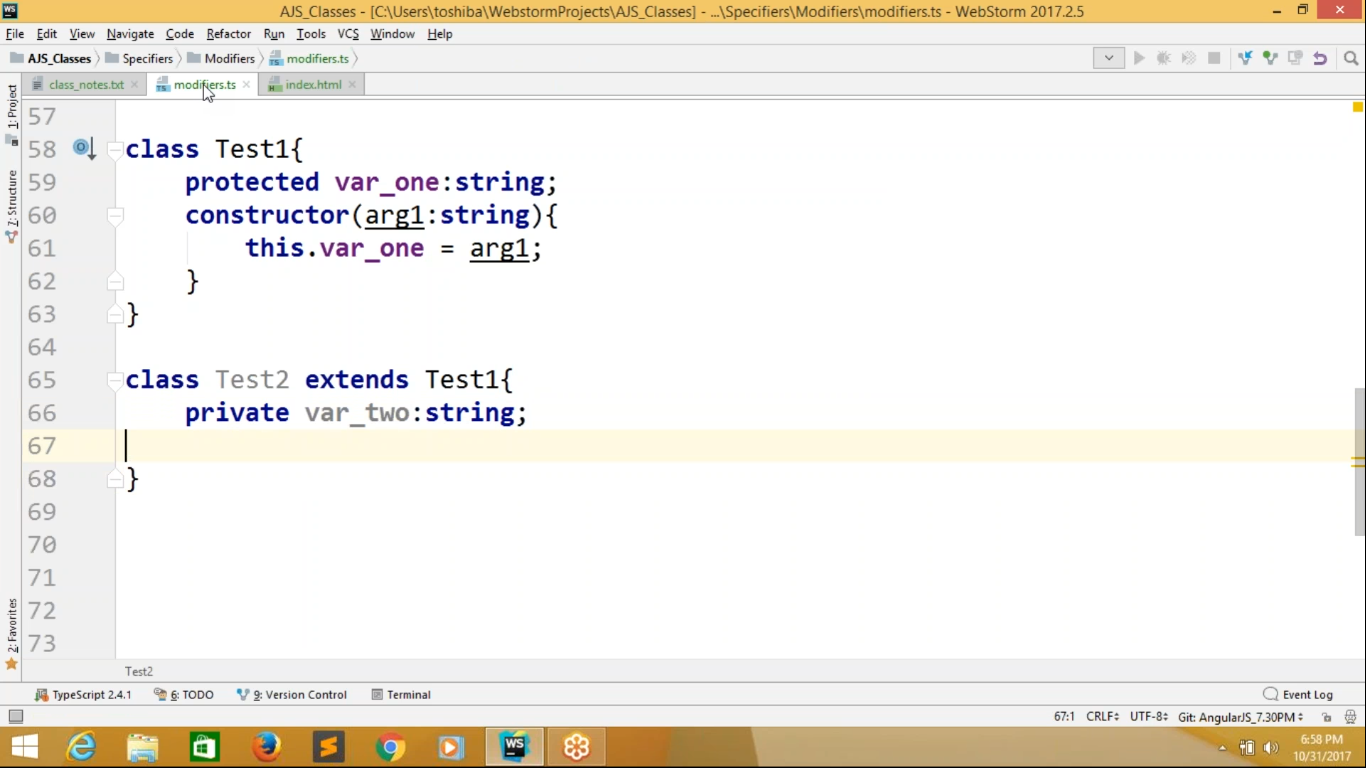 WS
AJS_Classes - [C:\Users\toshiba\WebstormProjects\AJS_Classes] - ...\Specifiers\Modifiers\modifiers.ts - WebStorm 2017.2.5
File Edit View Navigate Code Refactor Run Tools VCS Window Help
AJS_Classes Specifiers Modifiers modifiers.ts
class_notes.txt modifiers.ts index.html
1: Project
Z: Structure
2: Favorites
57
58 class Test1{
59 protected var_one:string;
60 constructor(arg1:string){
61 this.var_one = arg1;
62 }
63 }
64
65 class Test2 extends Test1{
66 private var_two:string;
67
68 }
69
70
71
72
73
Test2
TypeScript 2.4.1 6: TODO 9: Version Control Terminal Event Log
67:1 CRLF UTF-8 Git: AngularJS_7.30PM
WS
6:58 PM
10/31/2017